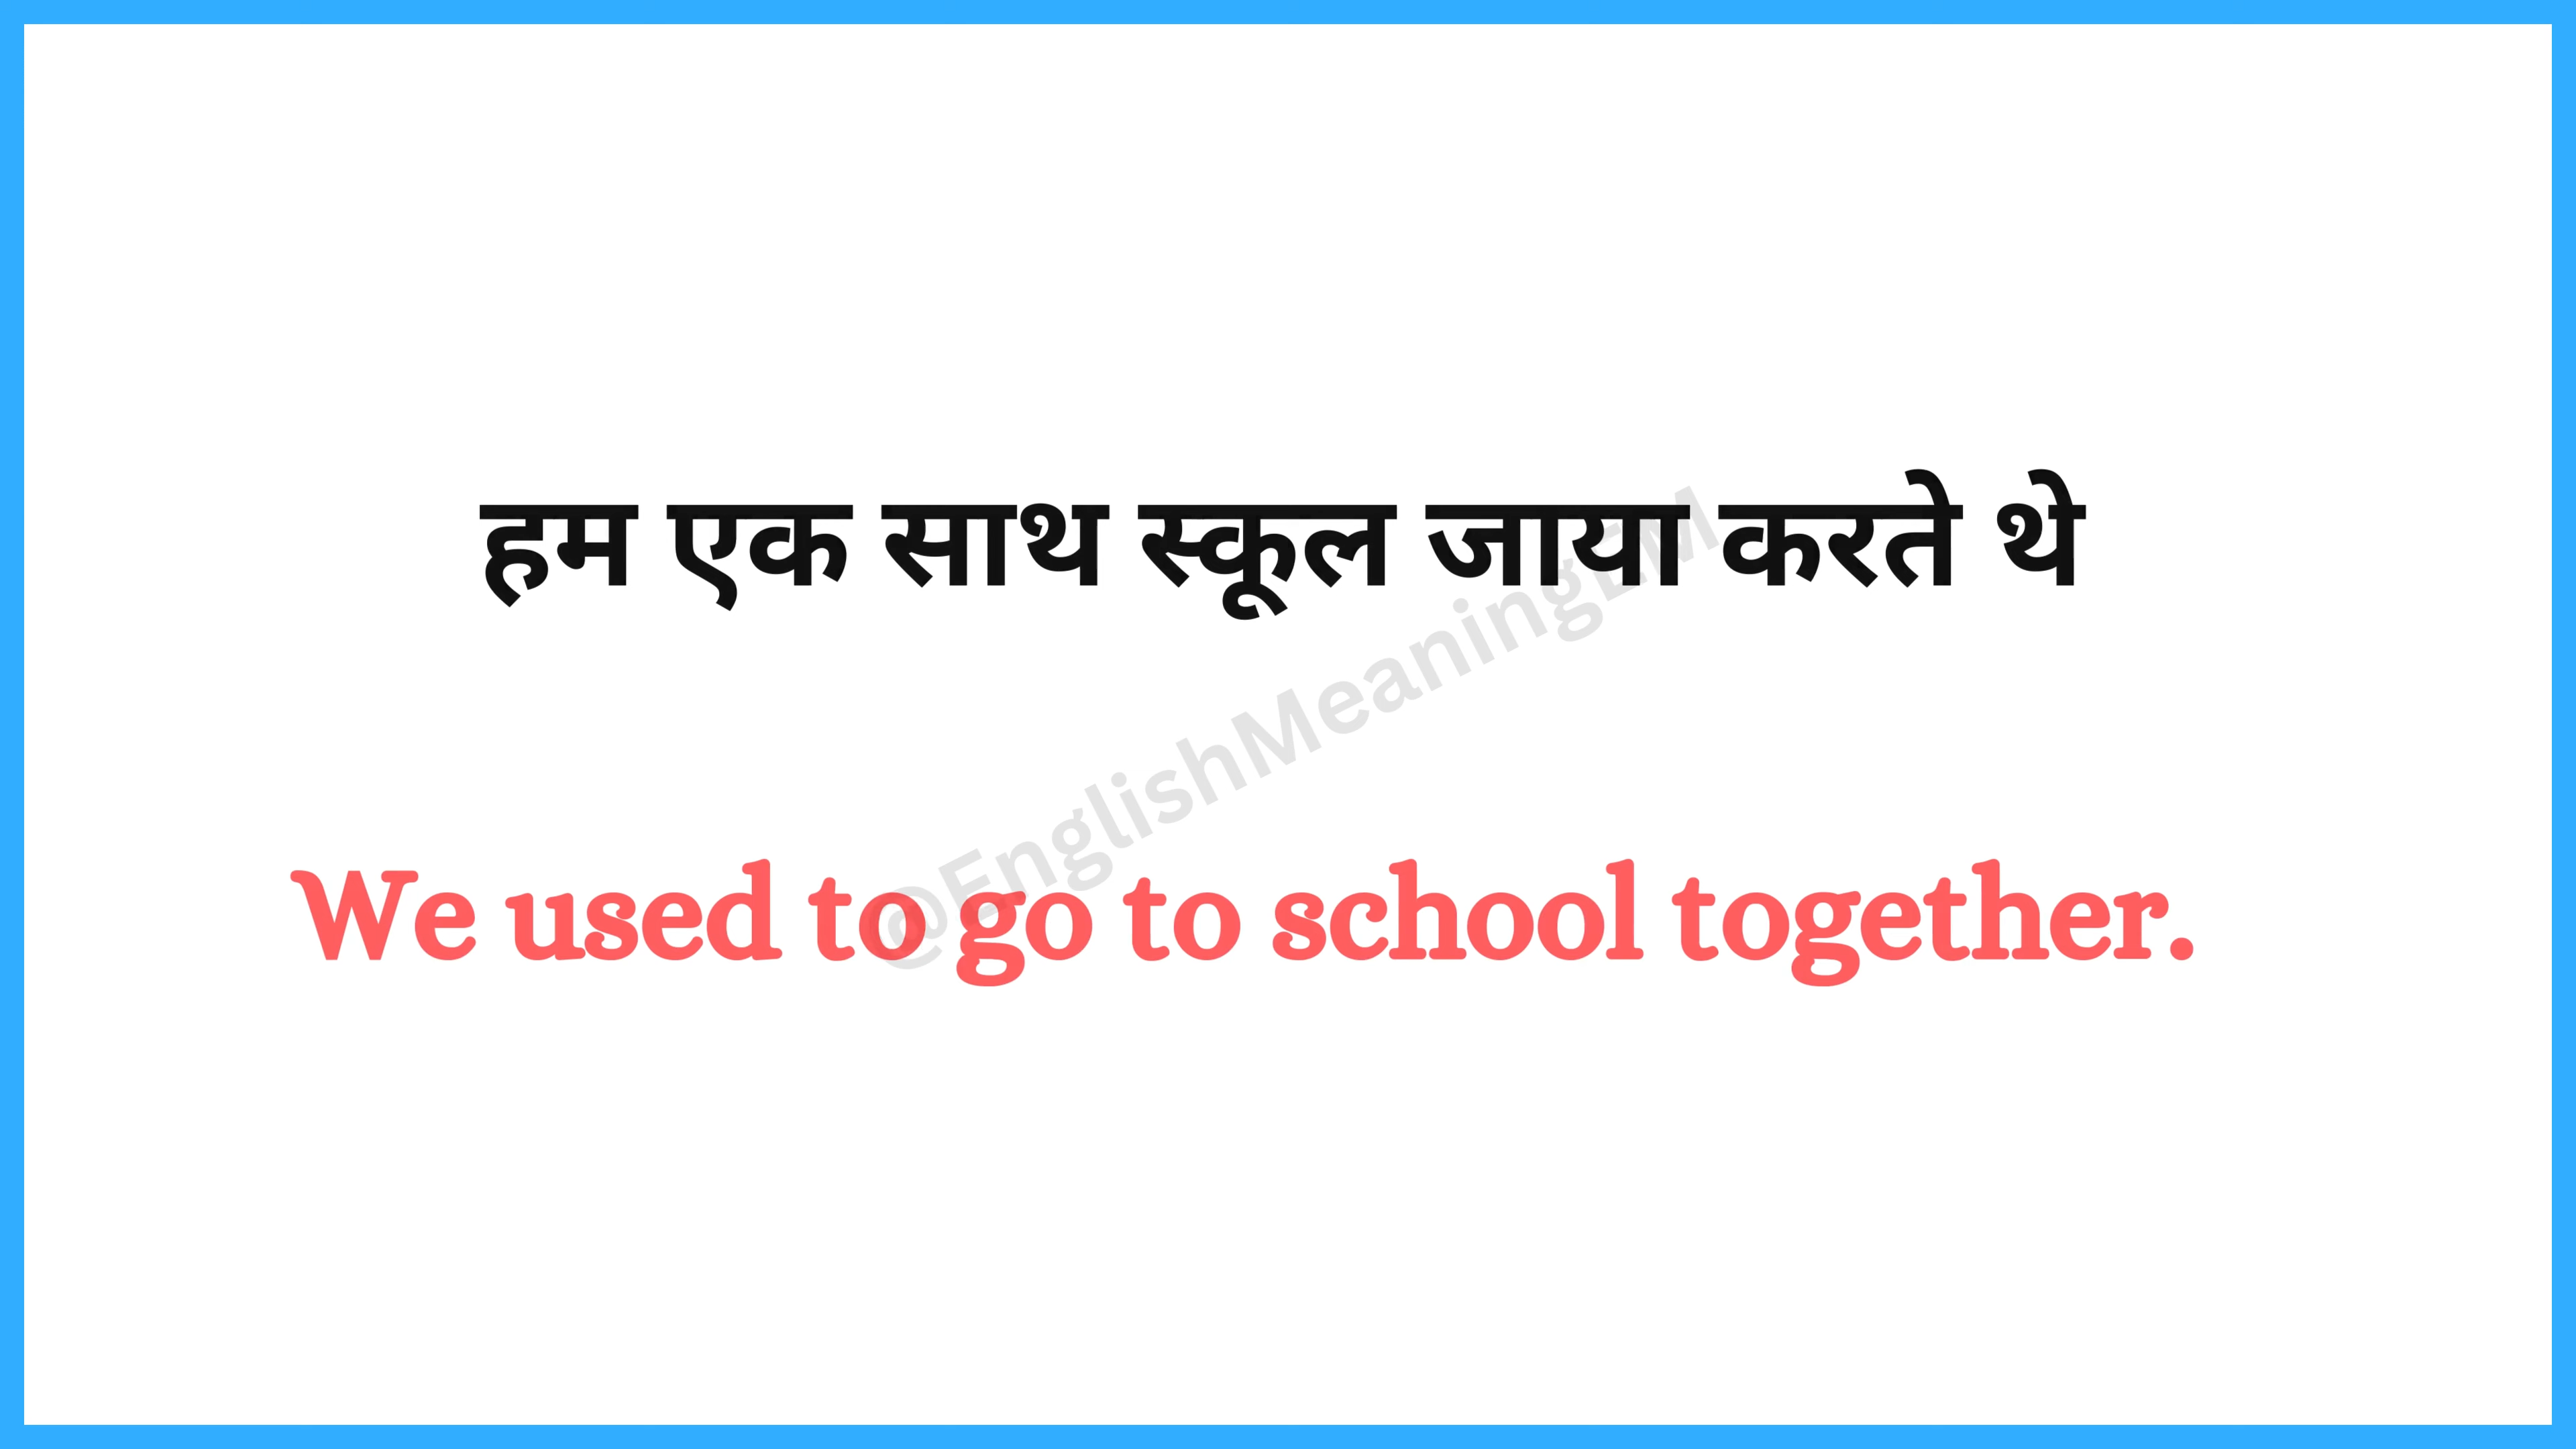 हम एक साथ स्कूल जाया करते थे
@EnglishMeaningEM
We used to go to school together.